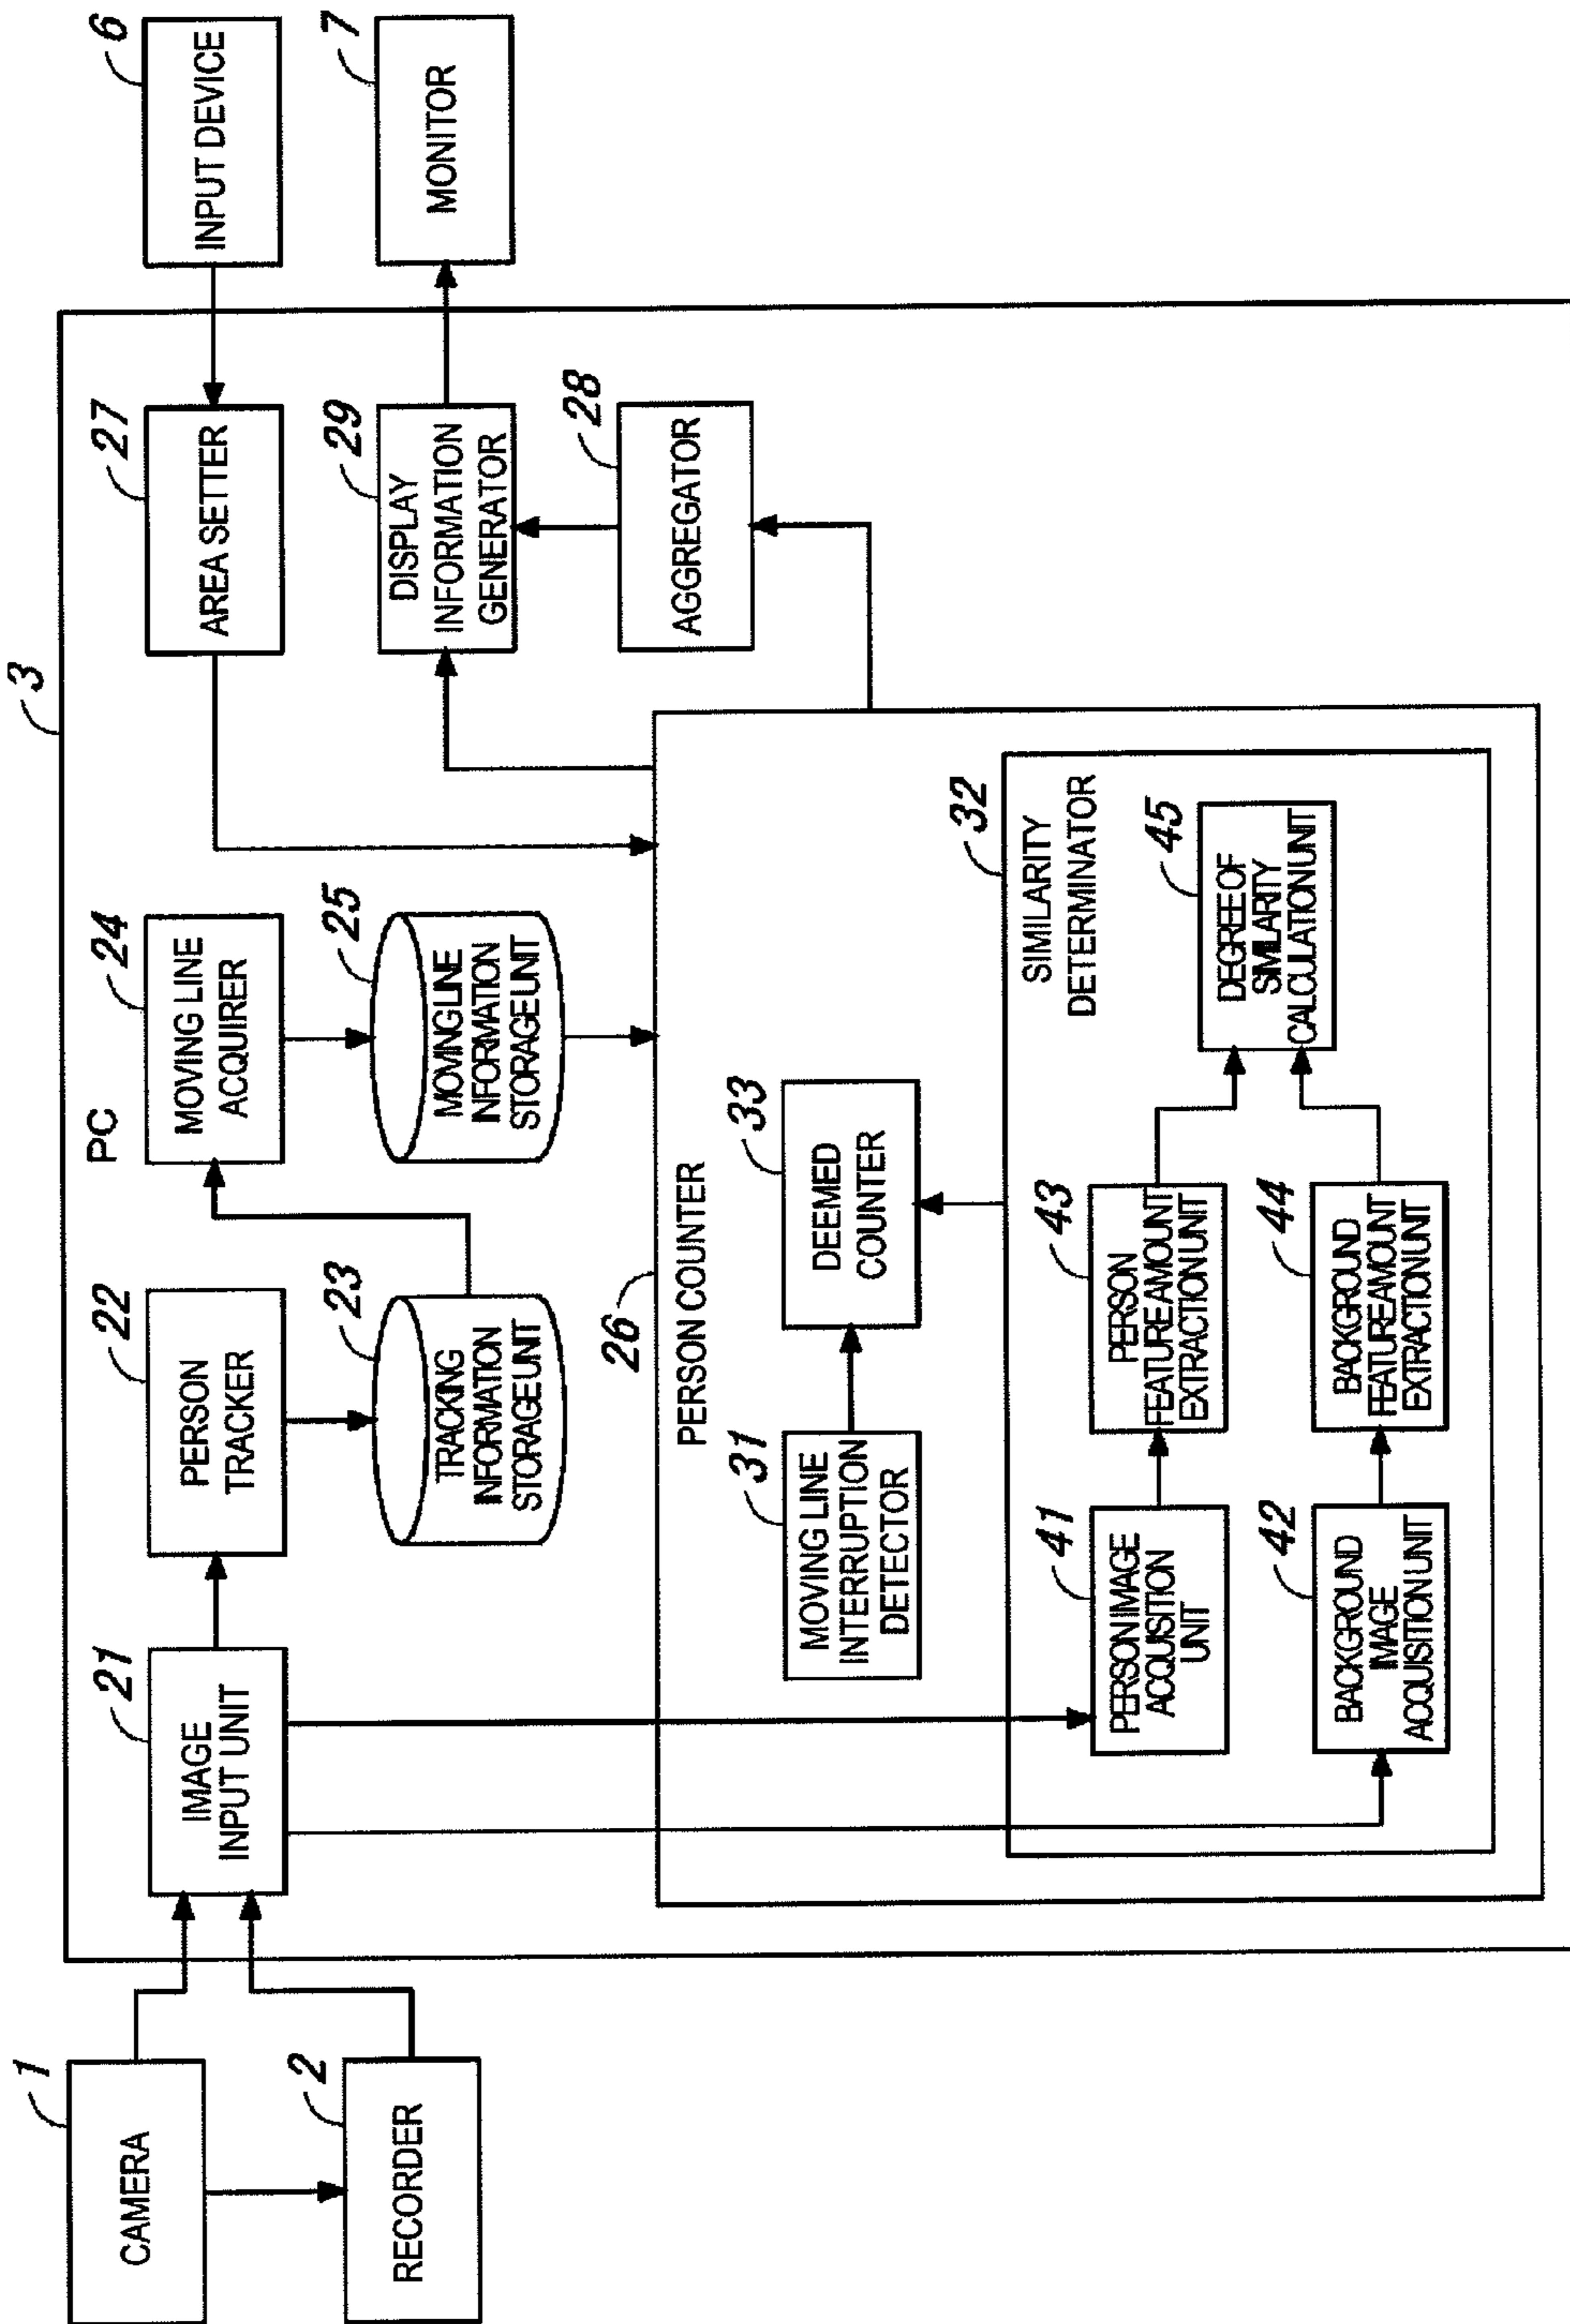 1
CAMERA
2
RECORDER
3
PC
21
IMAGE
INPUT UNIT
22
PERSON
TRACKER
23
TRACKING
INFORMATION
STORAGE UNIT
24
MOVING LINE
ACQUIRER
25
MOVING LINE
INFORMATION
STORAGE UNIT
27
AREA SETTER
6
INPUT DEVICE
29
DISPLAY
INFORMATION
GENERATOR
7
MONITOR
28
AGGREGATOR
26
PERSON COUNTER
31
MOVING LINE
INTERRUPTION
DETECTOR
33
DEEMED
COUNTER
32
SIMILARITY
DETERMINATOR
41
PERSON IMAGE
ACQUISITION
UNIT
43
PERSON
FEATURE AMOUNT
EXTRACTION UNIT
45
DEGREE OF
SIMILARITY
CALCULATION UNIT
42
BACKGROUND
IMAGE
ACQUISITION UNIT
44
BACKGROUND
FEATURE AMOUNT
EXTRACTION UNIT